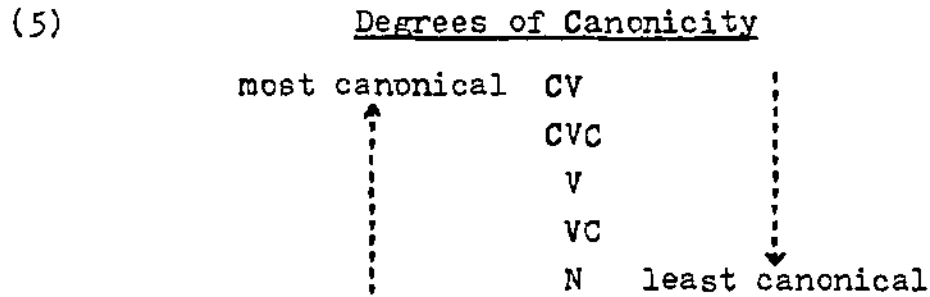 (5) Degrees of Canonicity
most canonical CV
CVC
V
VC
N least canonical